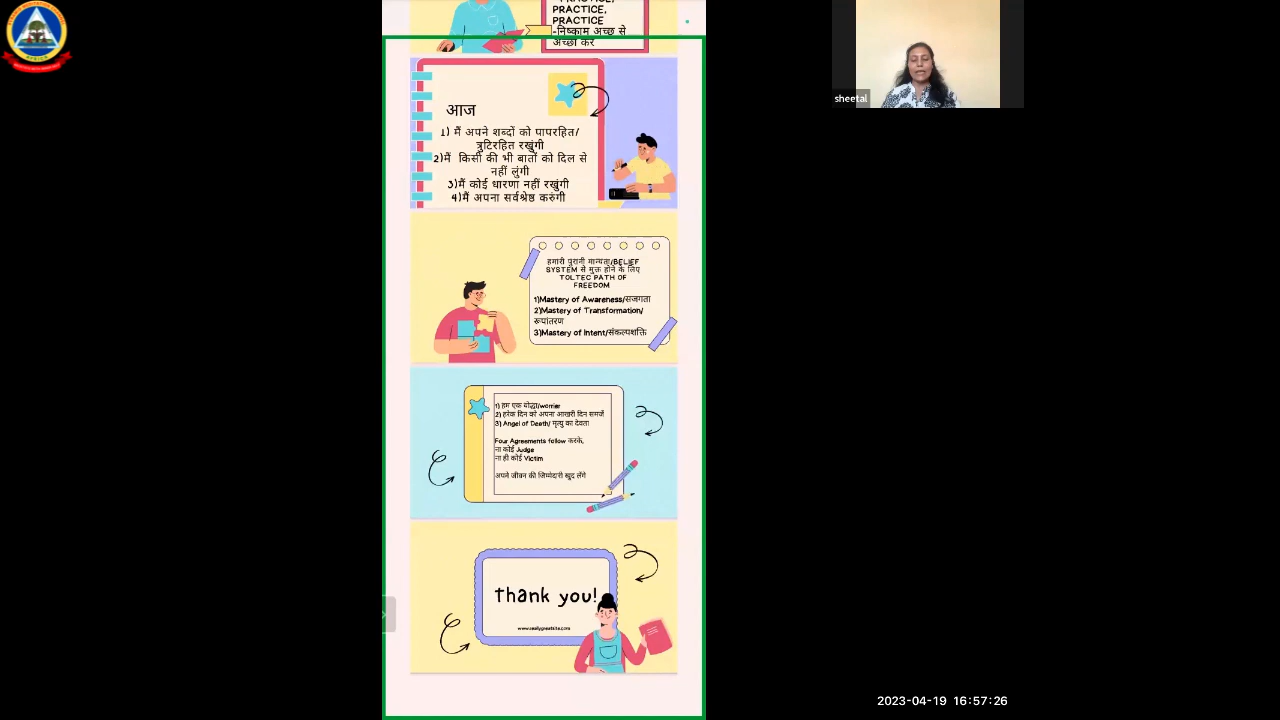 PRACTICE,
PRACTICE
-निष्काम अच्छ से
अच्छा करे
आज
1) मैं अपने शब्दों को पापरहित/
त्रुटिरहित रखुंगी
2)मैं किसी की भी बातों को दिल से
नहीं लुंगी
3)मैं कोई धारणा नहीं रखुंगी
4)मैं अपना सर्वश्रेष्ठ करुंगी
हमारी पुरानी मान्यता/BELIEF
SYSTEM से मुक्त होने के लिए
TOLTEC PATH OF
FREEDOM
1)Mastery of Awareness/सजगता
2)Mastery of Transformation/
रूपांतरण
3)Mastery of Intent/संकल्पशक्ति
1) हम एक योद्धा/worrier
2) हरेक दिन को अपना आखरी दिन समजें
3) Angel of Death/ मृत्यु का देवता
Four Agreements follow करके,
ना कोई Judge
ना ही कोई Victim
अपने जीवन की जिम्मेदारी खुद लेंगे
Thank you!
www.reallygreatsite.com
sheetal
2023-04-19 16:57:26